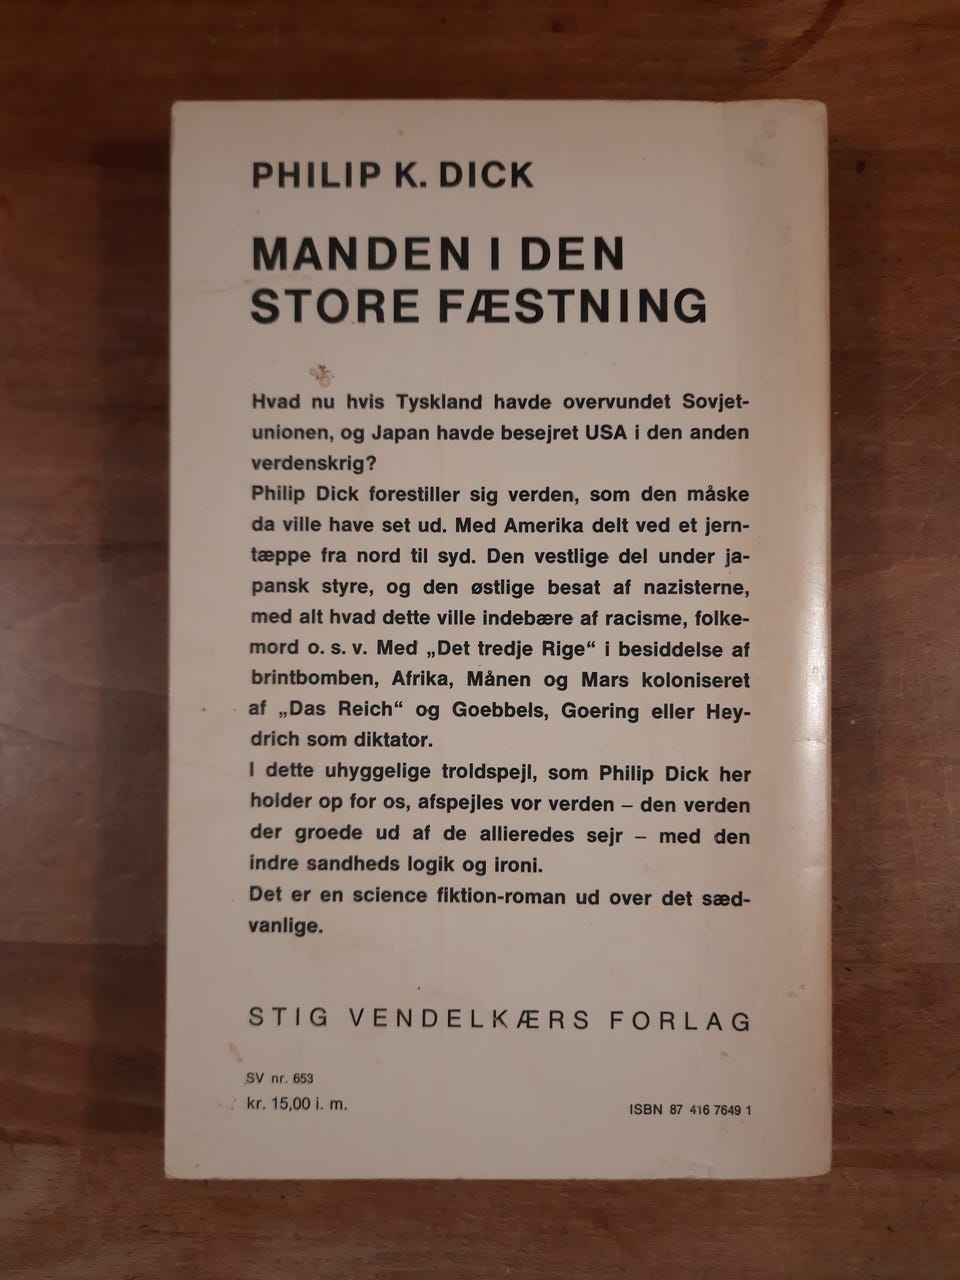 PHILIP K. DICK
MANDEN I DEN
STORE FÆSTNING
Hvad nu hvis Tyskland havde overvundet Sovjet-
unionen, og Japan havde besejret USA i den anden
verdenskrig?
Philip Dick forestiller sig verden, som den måske
da ville have set ud. Med Amerika delt ved et jern-
tæppe fra nord til syd. Den vestlige del under ja-
pansk styre, og den østlige besat af nazisterne,
med alt hvad dette ville indebære af racisme, folke-
mord o. s. v. Med „Det tredje Rige“ i besiddelse af
brintbomben, Afrika, Månen og Mars koloniseret
af „Das Reich“ og Goebbels, Goering eller Hey-
drich som diktator.
I dette uhyggelige troldspejl, som Philip Dick her
holder op for os, afspejles vor verden – den verden
der groede ud af de allieredes sejr – med den
indre sandheds logik og ironi.
Det er en science fiktion-roman ud over det sæd-
vanlige.
STIG VENDELKÆRS FORLAG
SV nr. 653
kr. 15,00 i. m.
ISBN 87 416 7649 1